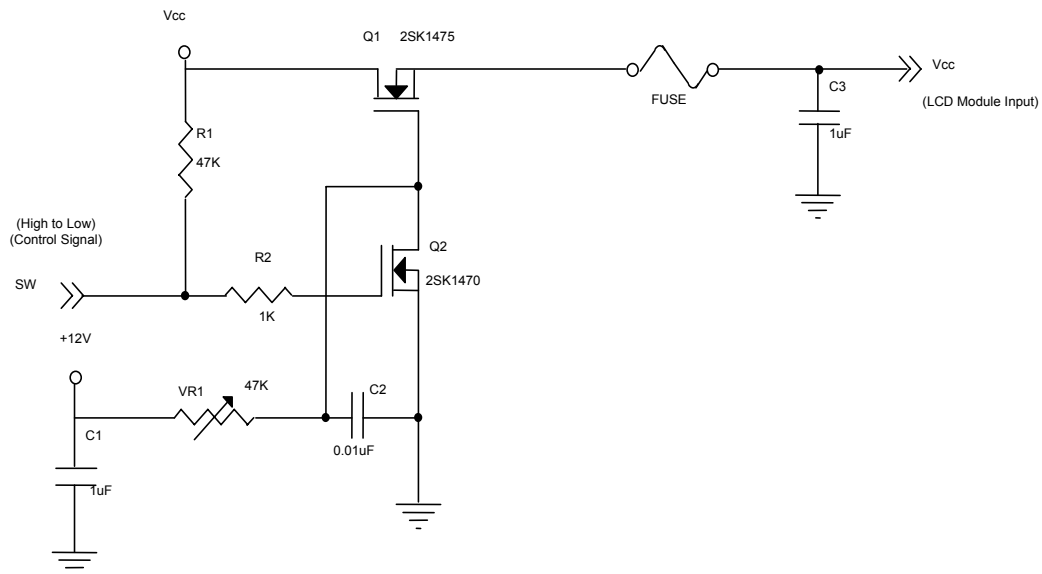 Vcc
Q1 2SK1475
Vcc
FUSE
C3
(LCD Module Input)
1uF
R1
47K
(High to Low)
(Control Signal)
Q2
R2
2SK1470
SW
1K
+12V
VR1
47K
C2
C1
0.01uF
1uF